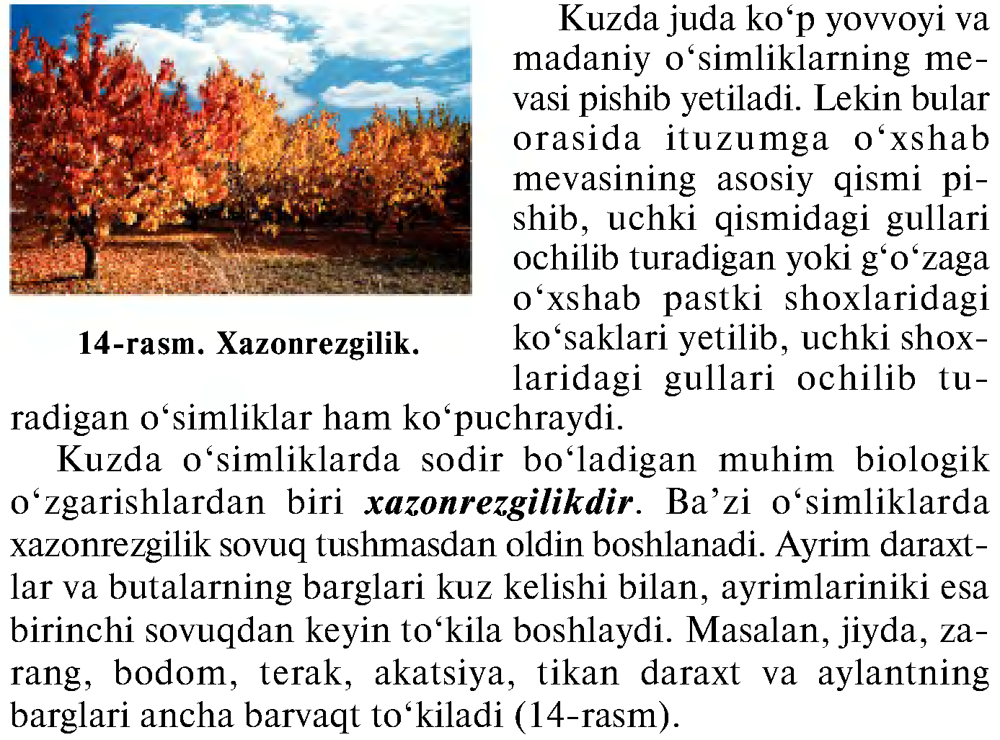 Kuzda juda ko‘p yovvoyi va
madaniy o‘simliklarning me-
vasi pishib yetiladi. Lekin bular
orasida ituzumga o‘xshab
mevasining asosiy qismi pi-
shib, uchki qismidagi gullari
ochilib turadigan yoki g‘o‘zaga
o‘xshab pastki shoxlaridagi
ko‘saklari yetilib, uchki shox-
laridagi gullari ochilib tu-
radigan o‘simliklar ham ko‘puchraydi.
14-rasm. Xazonrezgilik.
Kuzda o‘simliklarda sodir bo‘ladigan muhim biologik
o‘zgarishlardan biri xazonrezgilikdir. Ba’zi o‘simliklarda
xazonrezgilik sovuq tushmasdan oldin boshlanadi. Ayrim daraxt-
lar va butalarning barglari kuz kelishi bilan, ayrimlariniki esa
birinchi sovuqdan keyin to‘kila boshlaydi. Masalan, jiyda, za-
rang, bodom, terak, akatsiya, tikan daraxt va aylantning
barglari ancha barvaqt to‘kiladi (14-rasm).